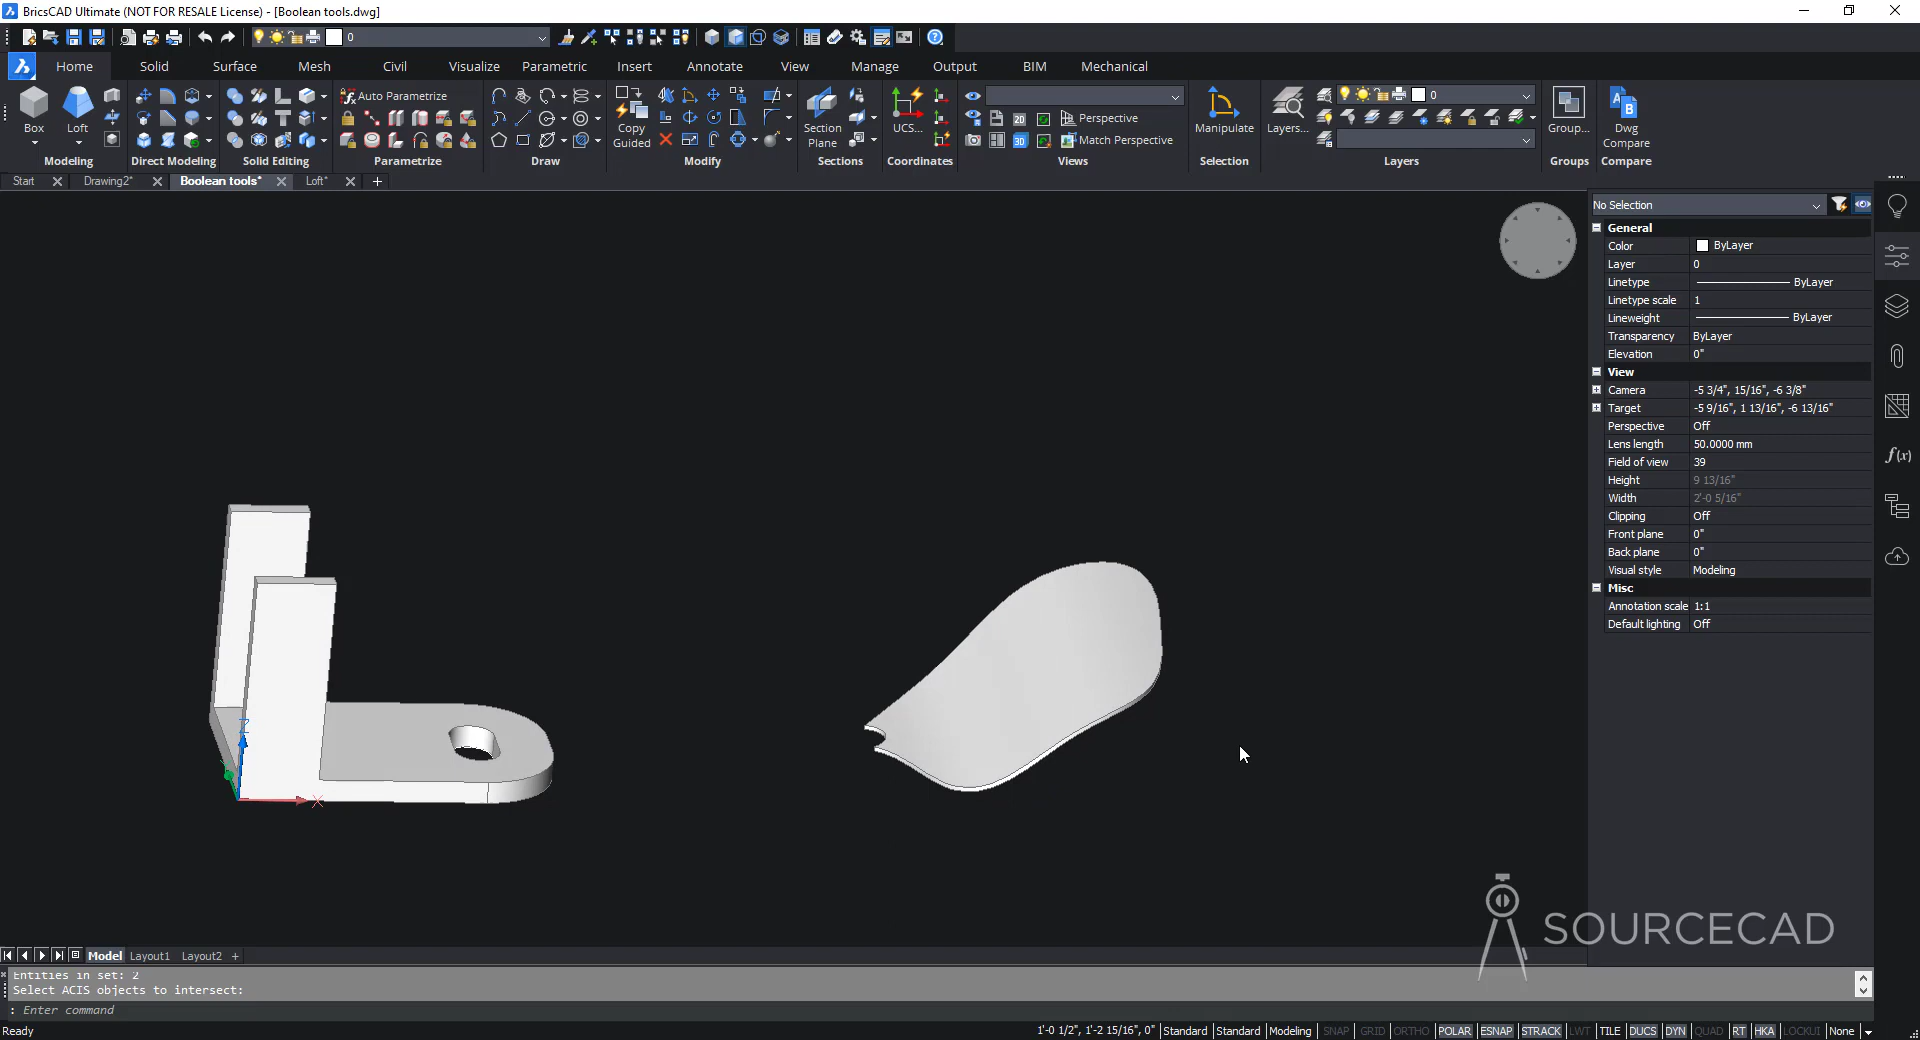 BricsCAD Ultimate (NOT FOR RESALE License) - [Boolean tools.dwg]
0
Home Solid Surface Mesh Civil Visualize Parametric Insert Annotate View Manage Output BIM Mechanical
Box
Loft
Auto Parametrize
Copy
Guided
Section
Plane
UCS...
Perspective
Match Perspective
Manipulate
Layers...
0
Group...
Dwg
Compare
Modeling Direct Modeling Solid Editing Parametrize Draw Modify Sections Coordinates Views Selection Layers Groups Compare
Start Drawing2* Boolean tools* Loft* +
No Selection
General
Color ByLayer
Layer 0
Linetype ByLayer
Linetype scale 1
Lineweight ByLayer
Transparency ByLayer
Elevation 0"
View
Camera -5 3/4", 15/16", -6 3/8"
Target -5 9/16", 1 13/16", -6 13/16"
Perspective Off
Lens length 50.0000 mm
Field of view 39
Height 9 13/16"
Width 2'-0 5/16"
Clipping Off
Front plane 0"
Back plane 0"
Visual style Modeling
Misc
Annotation scale 1:1
Default lighting Off
f(x)
Z
X
SOURCECAD
Model Layout1 Layout2 +
Entities in set: 2
Select ACIS objects to intersect:
: Enter command
Ready 1'-0 1/2", 1'-2 15/16", 0" Standard Standard Modeling SNAP GRID ORTHO POLAR ESNAP STRACK LWT TILE DUCS DYN QUAD RT HKA LOCKUI None